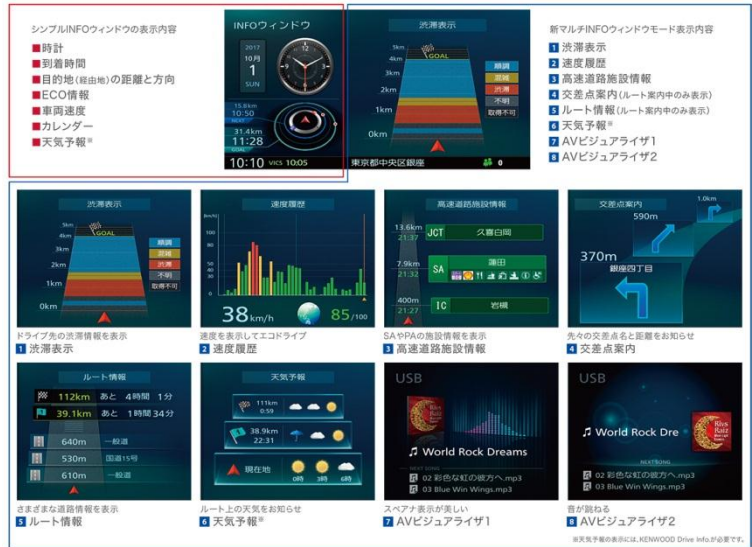 シンプルINFOウィンドウの表示内容
■時計
■到着時間
■目的地(経由地)の距離と方向
■ECO情報
■車両速度
■カレンダー
■天気予報※
INFOウィンドウ
2017
10月
1
SUN
15.8km
10:50
NEXT
31.4km
11:28
GOAL
10:10 VICS 10:05
渋滞表示
5km
GOAL
4km
3km
2km
1km
0km
順調
混雑
渋滞
不明
取得不可
東京都中央区銀座
0
新マルチINFOウィンドウモード表示内容
1 渋滞表示
2 速度履歴
3 高速道路施設情報
4 交差点案内(ルート案内中のみ表示)
5 ルート情報(ルート案内中のみ表示)
6 天気予報※
7 AVビジュアライザ1
8 AVビジュアライザ2
渋滞表示
5km
GOAL
4km
3km
2km
1km
0km
順調
混雑
渋滞
不明
取得不可
ドライブ先の渋滞情報を表示
1 渋滞表示
速度履歴
[km/h]
100
80
50
40
30
0
38km/h
85/100
速度を表示してエコドライブ
2 速度履歴
高速道路施設情報
13.6km
21:37
JCT 久喜白岡
7.9km
21:32
SA 蓮田
400m
21:27
IC 岩槻
SAやPAの施設情報を表示
3 高速道路施設情報
交差点案内
1.0km
590m
370m
銀座四丁目
先々の交差点名と距離をお知らせ
4 交差点案内
ルート情報
112km あと 4時間 1分
39.1km あと 1時間34分
640m 一般道
530m 国道15号
610m 一般道
さまざまな道路情報を表示
5 ルート情報
天気予報
111km
0:59
38.9km
22:31
現在地
0時 3時 6時
ルート上の天気をお知らせ
6 天気予報※
USB
♪ World Rock Dreams
NEXT SONG
02 彩色な虹の彼方へ.mp3
03 Blue Win Wings.mp3
スペアナ表示が美しい
7 AVビジュアライザ1
USB
Rlvs
Ratz
♪ World Rock Dre
NEXT SONG
02 彩色な虹の彼方へ.mp3
03 Blue Win Wings.mp3
音が跳ねる
8 AVビジュアライザ2
※天気予報の表示には、KENWOOD Drive Info.が必要です。